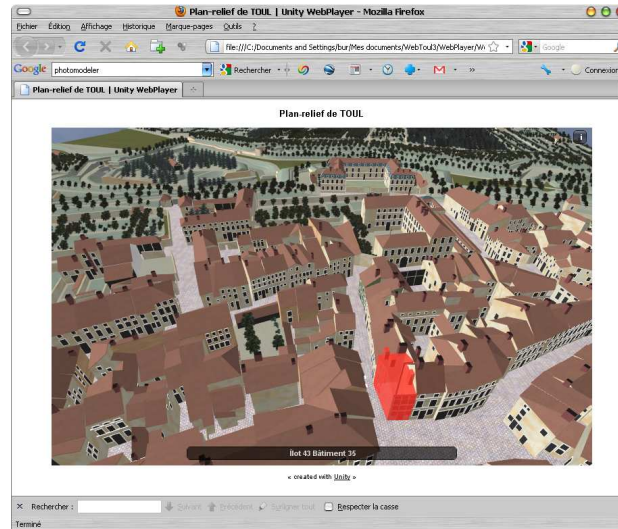 Plan-relief de TOUL | Unity WebPlayer - Mozilla Firefox
Fichier Édition Affichage Historique Marque-pages Outils ?
file:///C:/Documents and Settings/bur/Mes documents/WebToul3/WebPlayer/W Google
Google photomodeler Rechercher M » Connexion
Plan-relief de TOUL | Unity WebPlayer
Plan-relief de TOUL
i
Îlot 43 Bâtiment 35
« created with Unity »
× Rechercher : Suivant Précédent Surligner tout Respecter la casse
Terminé